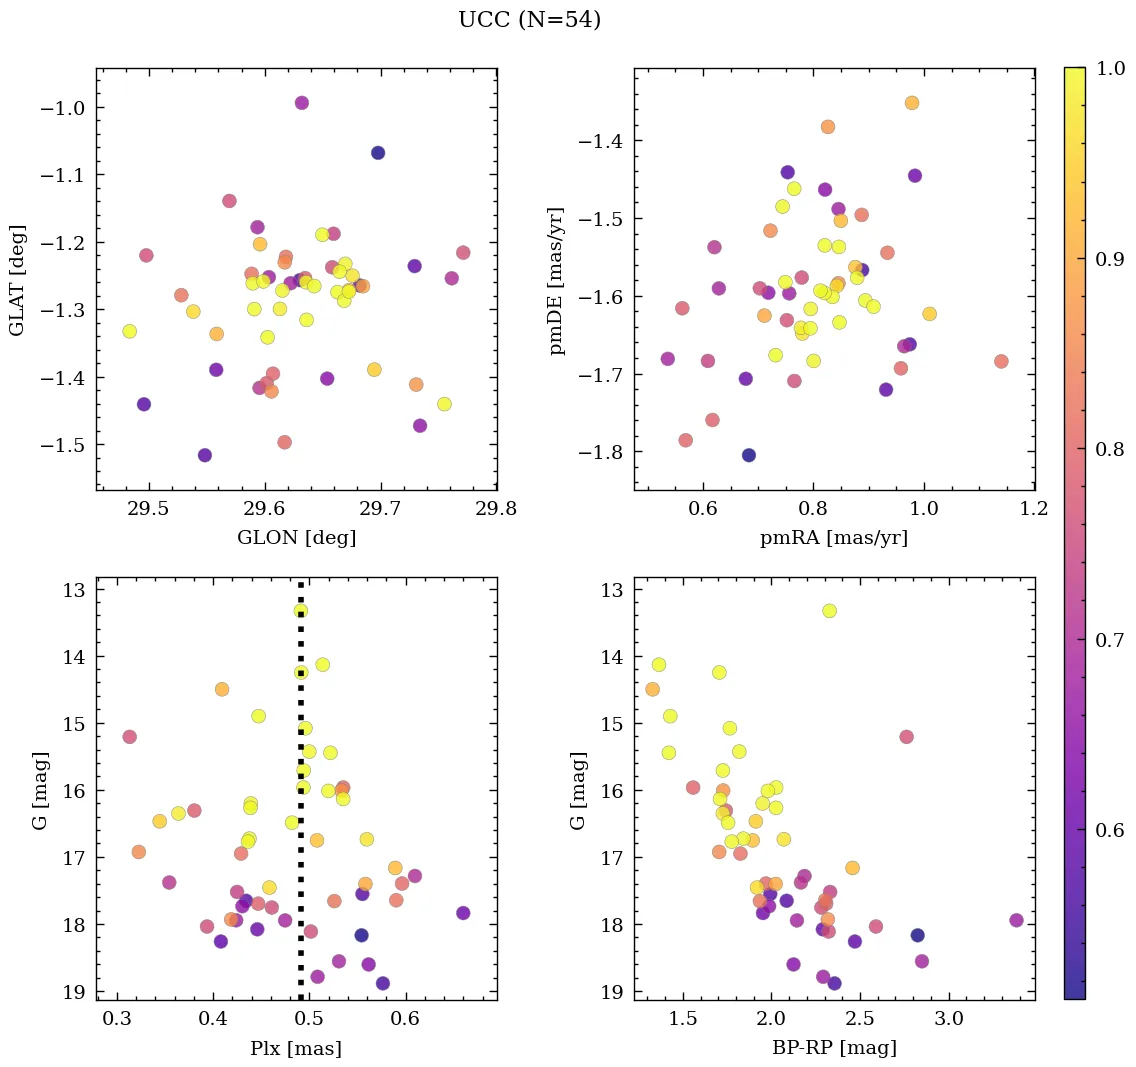 UCC (N=54)
−1.0
−1.1
−1.2
−1.3
−1.4
−1.5
GLAT [deg]
29.5 29.6 29.7 29.8
GLON [deg]
−1.4
−1.5
−1.6
−1.7
−1.8
pmDE [mas/yr]
0.6 0.8 1.0 1.2
pmRA [mas/yr]
13
14
15
16
17
18
19
G [mag]
0.3 0.4 0.5 0.6
Plx [mas]
13
14
15
16
17
18
19
G [mag]
1.5 2.0 2.5 3.0
BP-RP [mag]
1.0
0.9
0.8
0.7
0.6